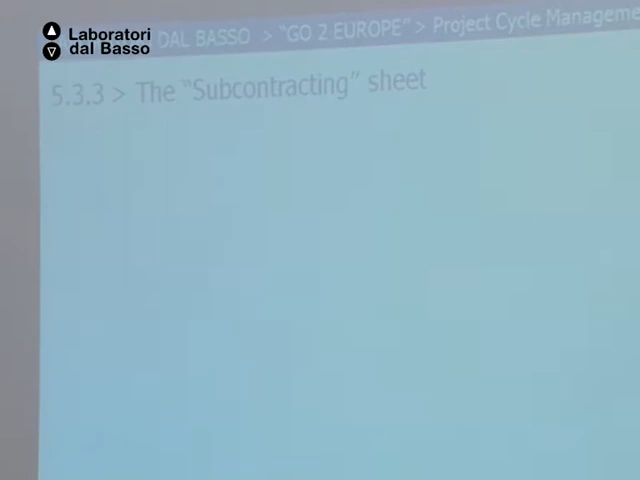 Laboratori
dal Basso
DAL BASSO > "GO 2 EUROPE" > Project Cycle Manageme
5.3.3 > The "Subcontracting" sheet